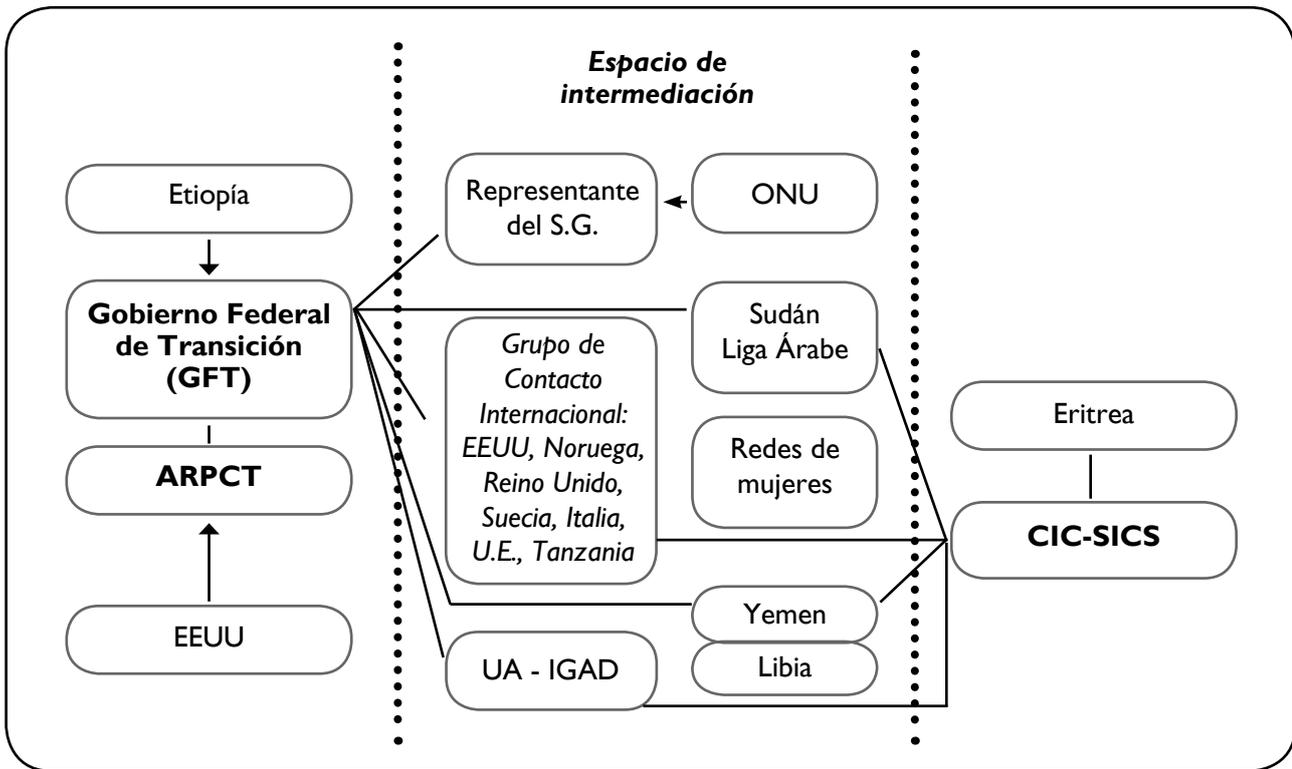 Espacio de
intermediación
Etiopía
Gobierno Federal
de Transición
(GFT)
ARPCT
EEUU
Representante
del S.G.
ONU
Sudán
Liga Árabe
Grupo de
Contacto
Internacional:
EEUU, Noruega,
Reino Unido,
Suecia, Italia,
U.E., Tanzania
Redes de
mujeres
Yemen
Libia
UA - IGAD
Eritrea
CIC-SICS